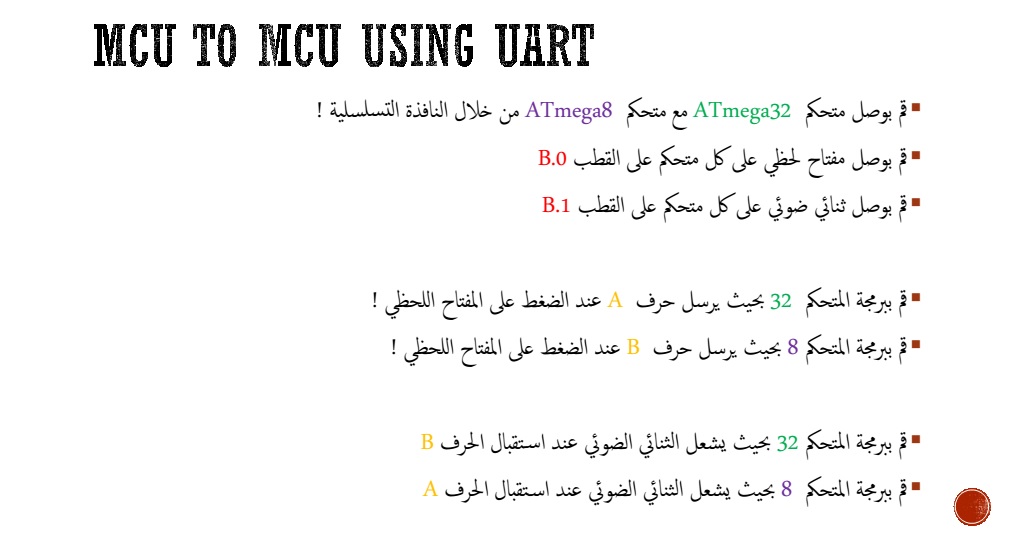 MCU TO MCU USING UART
▪ قم بوصل متحكم ATmega32 مع متحكم ATmega8 من خلال النافذة التسلسلية !
▪ قم بوصل مفتاح لحظي على كل متحكم على القطب B.0
▪ قم بوصل ثنائي ضوئي على كل متحكم على القطب B.1
▪ قم ببرمجة المتحكم 32 بحيث يرسل حرف A عند الضغط على المفتاح اللحظي !
▪ قم ببرمجة المتحكم 8 بحيث يرسل حرف B عند الضغط على المفتاح اللحظي !
▪ قم ببرمجة المتحكم 32 بحيث يشعل الثنائي الضوئي عند استقبال الحرف B
▪ قم ببرمجة المتحكم 8 بحيث يشعل الثنائي الضوئي عند استقبال الحرف A